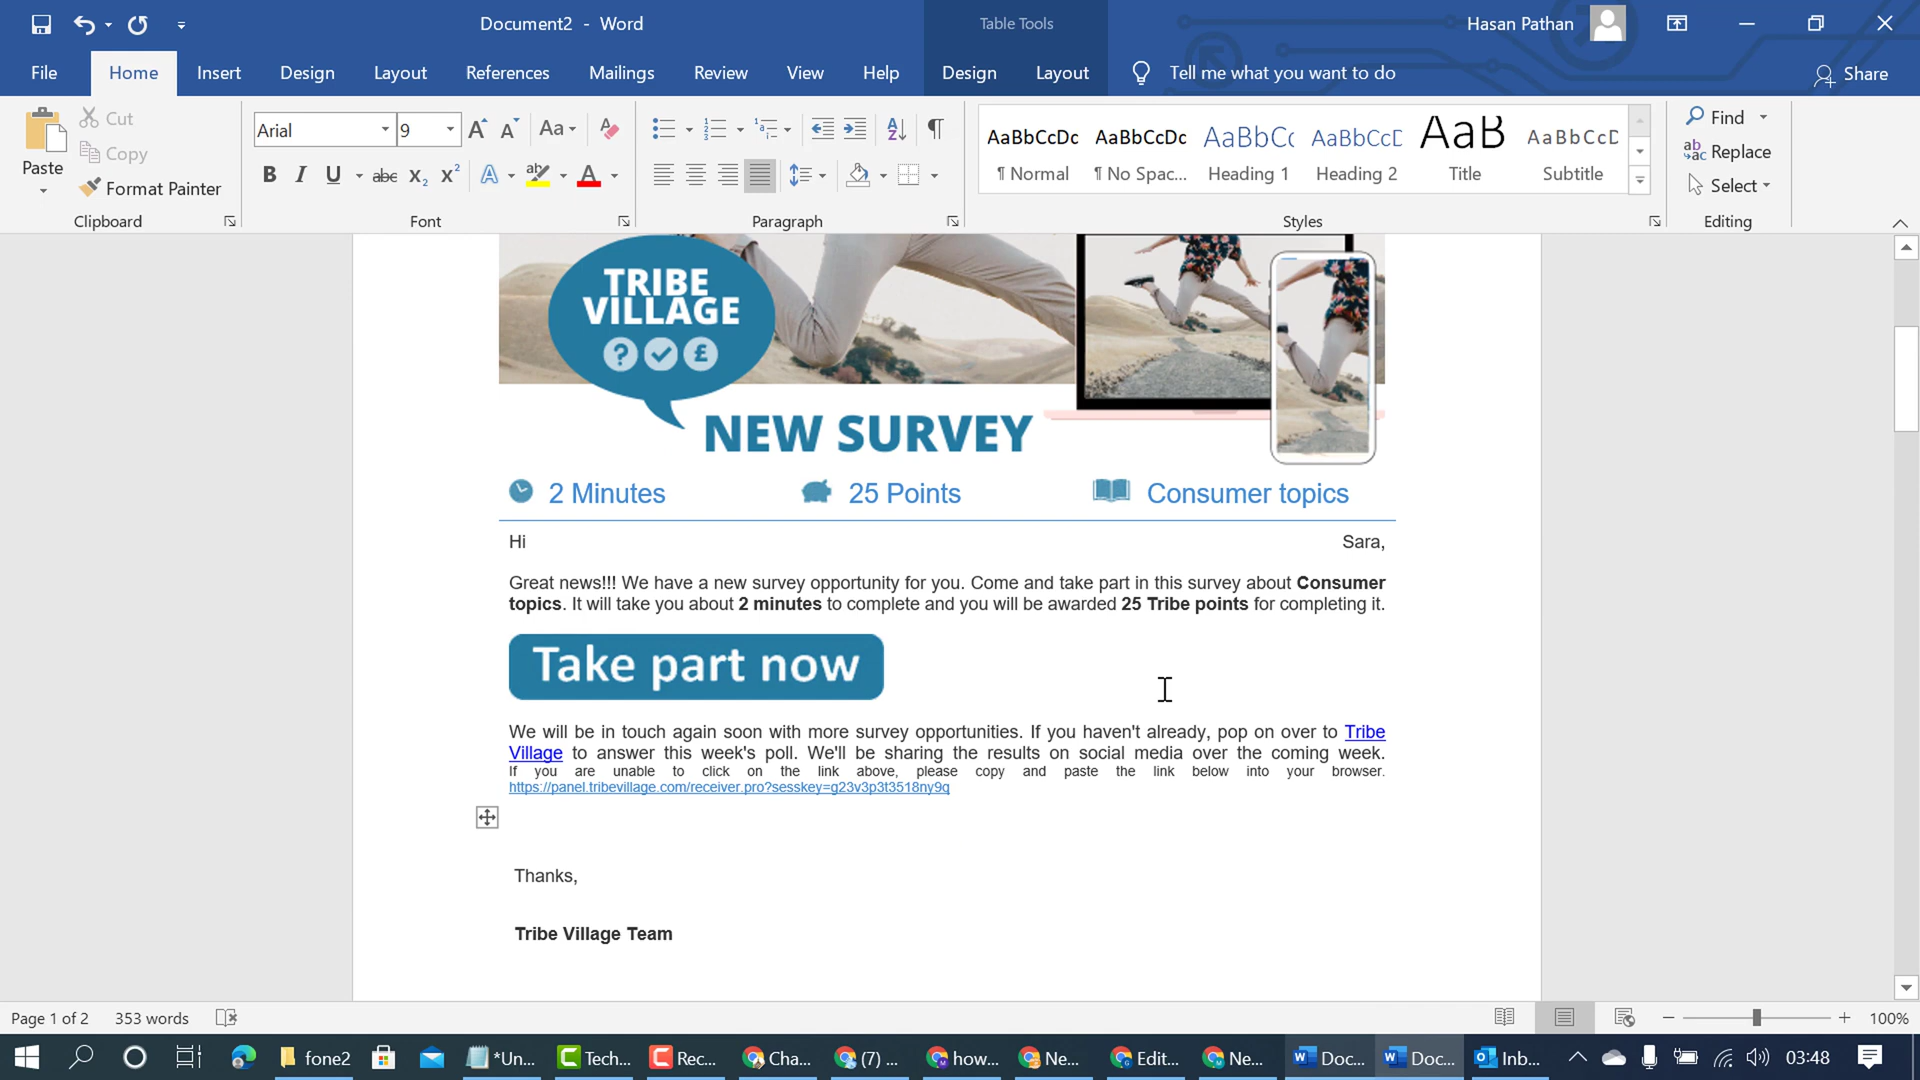 Document2 - Word
Table Tools
Hasan Pathan
File
Home
Insert
Design
Layout
References
Mailings
Review
View
Help
Design
Layout
Tell me what you want to do
Share
Paste
Cut
Copy
Format Painter
Clipboard
Arial
9
Aa
B I U abc X₂ X² A ab A
Font
Paragraph
AaBbCcDc
¶ Normal
AaBbCcDc
¶ No Spac...
AaBbC(
Heading 1
AaBbCcD
Heading 2
AaB
Title
AaBbCcD
Subtitle
Styles
Find
Replace
Select
Editing
TRIBE
VILLAGE
? £
NEW SURVEY
2 Minutes
25 Points
Consumer topics
Hi Sara,
Great news!!! We have a new survey opportunity for you. Come and take part in this survey about Consumer
topics. It will take you about 2 minutes to complete and you will be awarded 25 Tribe points for completing it.
Take part now
We will be in touch again soon with more survey opportunities. If you haven't already, pop on over to Tribe
Village to answer this week's poll. We'll be sharing the results on social media over the coming week.
If you are unable to click on the link above, please copy and paste the link below into your browser.
https://panel.tribevillage.com/receiver.pro?sesskey=g23v3p3t3518ny9q
Thanks,
Tribe Village Team
Page 1 of 2
353 words
100%
fone2
*Un...
Tech...
Rec...
Cha...
(7) ...
how...
Ne...
Edit...
Ne...
Doc...
Doc...
Inb...
03:48